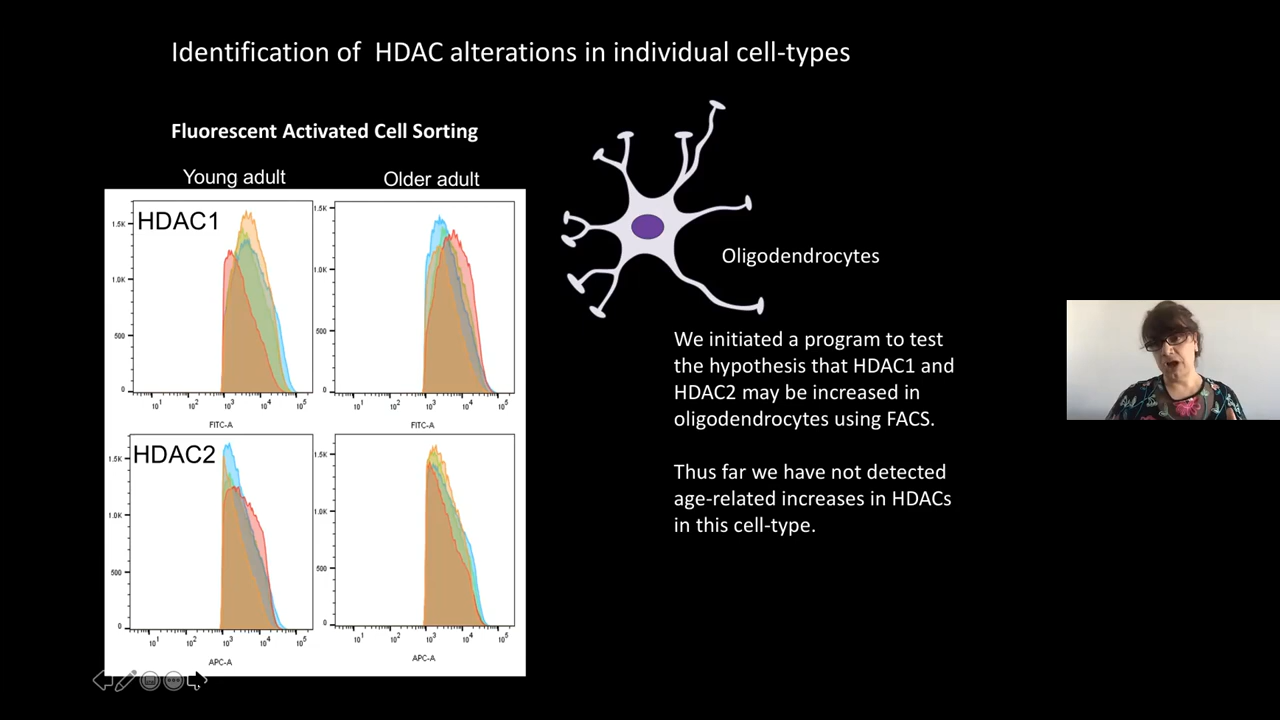 Identification of HDAC alterations in individual cell-types
Fluorescent Activated Cell Sorting
Young adult
Older adult
HDAC1
1.5K
1.0K
500
0
10¹ 10² 10³ 10⁴ 10⁵
FITC-A
1.5K
1.0K
500
0
10¹ 10² 10³ 10⁴ 10⁵
FITC-A
HDAC2
1.5K
1.0K
500
0
10¹ 10² 10³ 10⁴ 10⁵
APC-A
1.5K
1.0K
500
0
10¹ 10² 10³ 10⁴ 10⁵
APC-A
Oligodendrocytes
We initiated a program to test
the hypothesis that HDAC1 and
HDAC2 may be increased in
oligodendrocytes using FACS.
Thus far we have not detected
age-related increases in HDACs
in this cell-type.